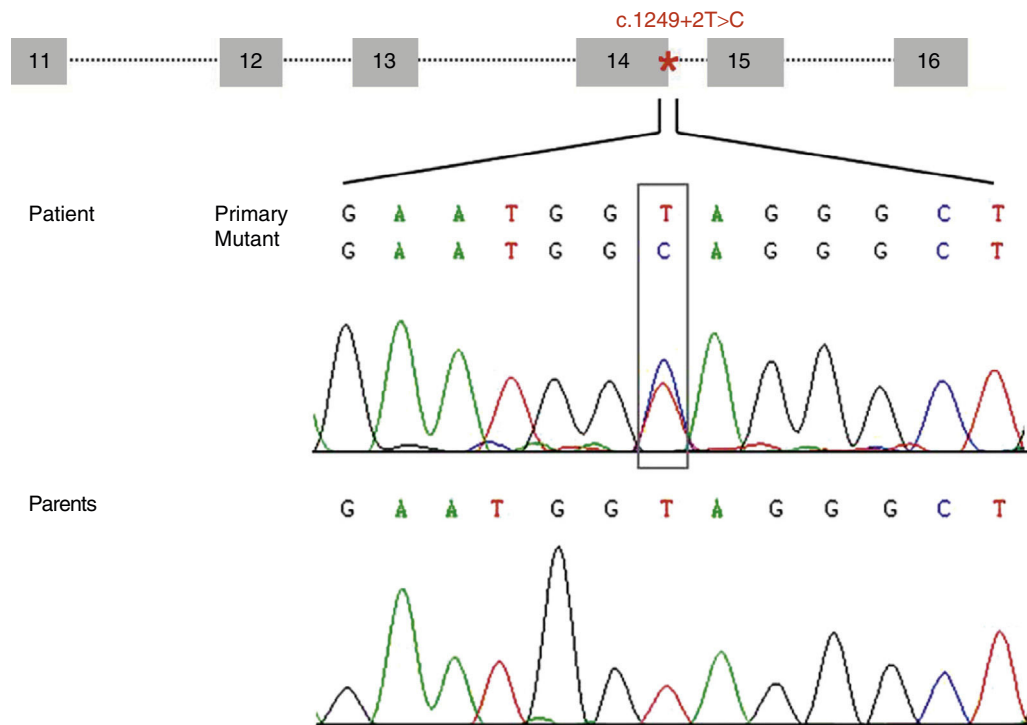 c.1249+2T>C
11 12 13 14 * 15 16
Patient Primary G A A T G G T A G G G C T
Mutant G A A T G G C A G G G C T
Parents G A A T G G T A G G G C T